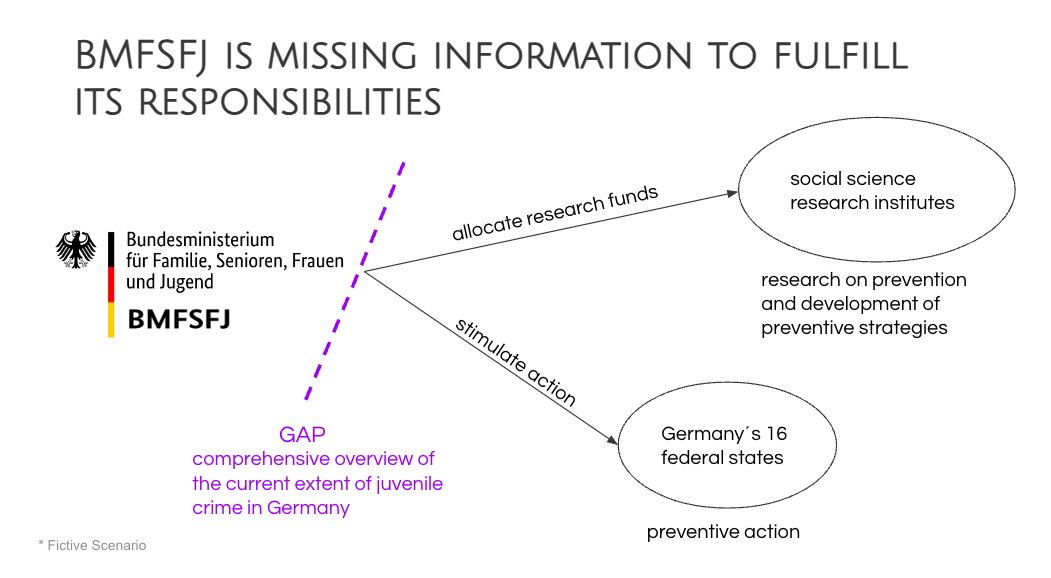 BMFSFJ IS MISSING INFORMATION TO FULFILL
ITS RESPONSIBILITIES
Bundesministerium
für Familie, Senioren, Frauen
und Jugend
BMFSFJ
allocate research funds
social science
research institutes
research on prevention
and development of
preventive strategies
stimulate action
Germany´s 16
federal states
preventive action
GAP
comprehensive overview of
the current extent of juvenile
crime in Germany
* Fictive Scenario